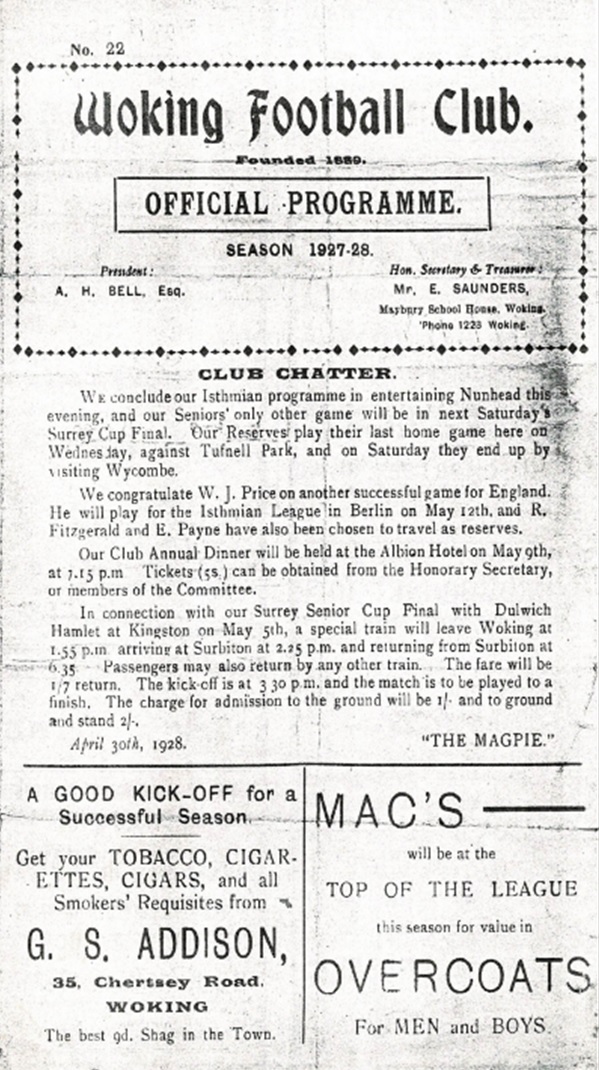 No. 22
Woking Football Club.
Founded 1889.
OFFICIAL PROGRAMME.
SEASON 1927-28.
President:
A. H. BELL, Esq.
Hon. Secretary & Treasurer:
Mr. E. SAUNDERS,
Maybury School House, Woking.
'Phone 1223 Woking.
CLUB CHATTER.
WE conclude our Isthmian programme in entertaining Nunhead this
evening, and our Seniors' only other game will be in next Saturday's
Surrey Cup Final. Our Reserves play their last home game here on
Wednesday, against Tufnell Park, and on Saturday they end up by
visiting Wycombe.
We congratulate W. J. Price on another successful game for England.
He will play for the Isthmian League in Berlin on May 12th, and R.
Fitzgerald and E. Payne have also been chosen to travel as reserves.
Our Club Annual Dinner will be held at the Albion Hotel on May 9th,
at 7.15 p.m Tickets (5s.) can be obtained from the Honorary Secretary,
or members of the Committee.
In connection with our Surrey Senior Cup Final with Dulwich
Hamlet at Kingston on May 5th, a special train will leave Woking at
1.55 p.m. arriving at Surbiton at 2.25 p.m. and returning from Surbiton at
6.35. Passengers may also return by any other train. The fare will be
1/7 return. The kick-off is at 3 30 p.m. and the match is to be played to a
finish. The charge for admission to the ground will be 1/- and to ground
and stand 2/-.
April 30th, 1928.
"THE MAGPIE."
A GOOD KICK-OFF for a
Successful Season.
Get your TOBACCO, CIGAR-
ETTES, CIGARS, and all
Smokers' Requisites from
G. S. ADDISON,
35, Chertsey Road,
WOKING
The best 9d. Shag in the Town.
MAC'S
will be at the
TOP OF THE LEAGUE
this season for value in
OVERCOATS
For MEN and BOYS.